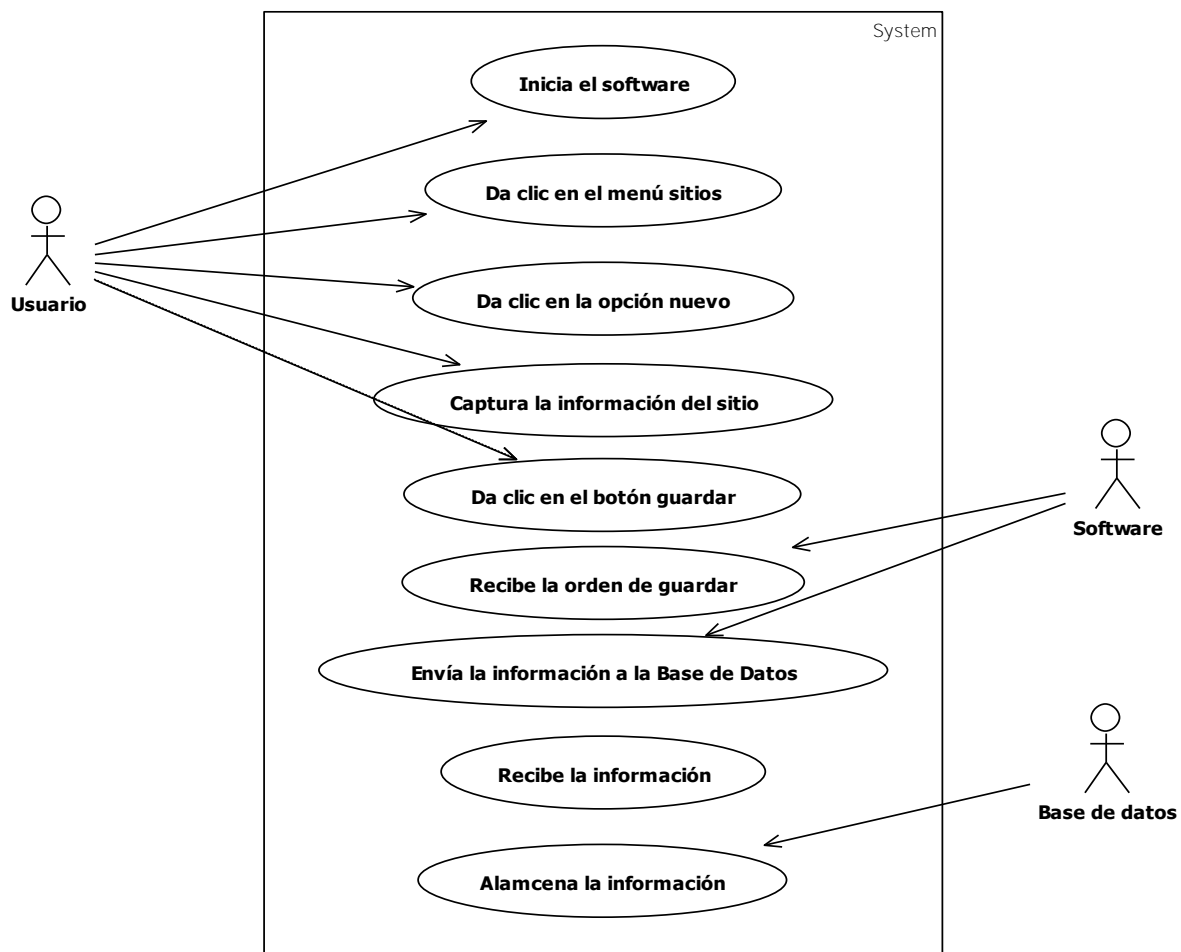 System
Inicia el software
Da clic en el menú sitios
Usuario
Da clic en la opción nuevo
Captura la información del sitio
Da clic en el botón guardar
Software
Recibe la orden de guardar
Envía la información a la Base de Datos
Recibe la información
Base de datos
Alamcena la información